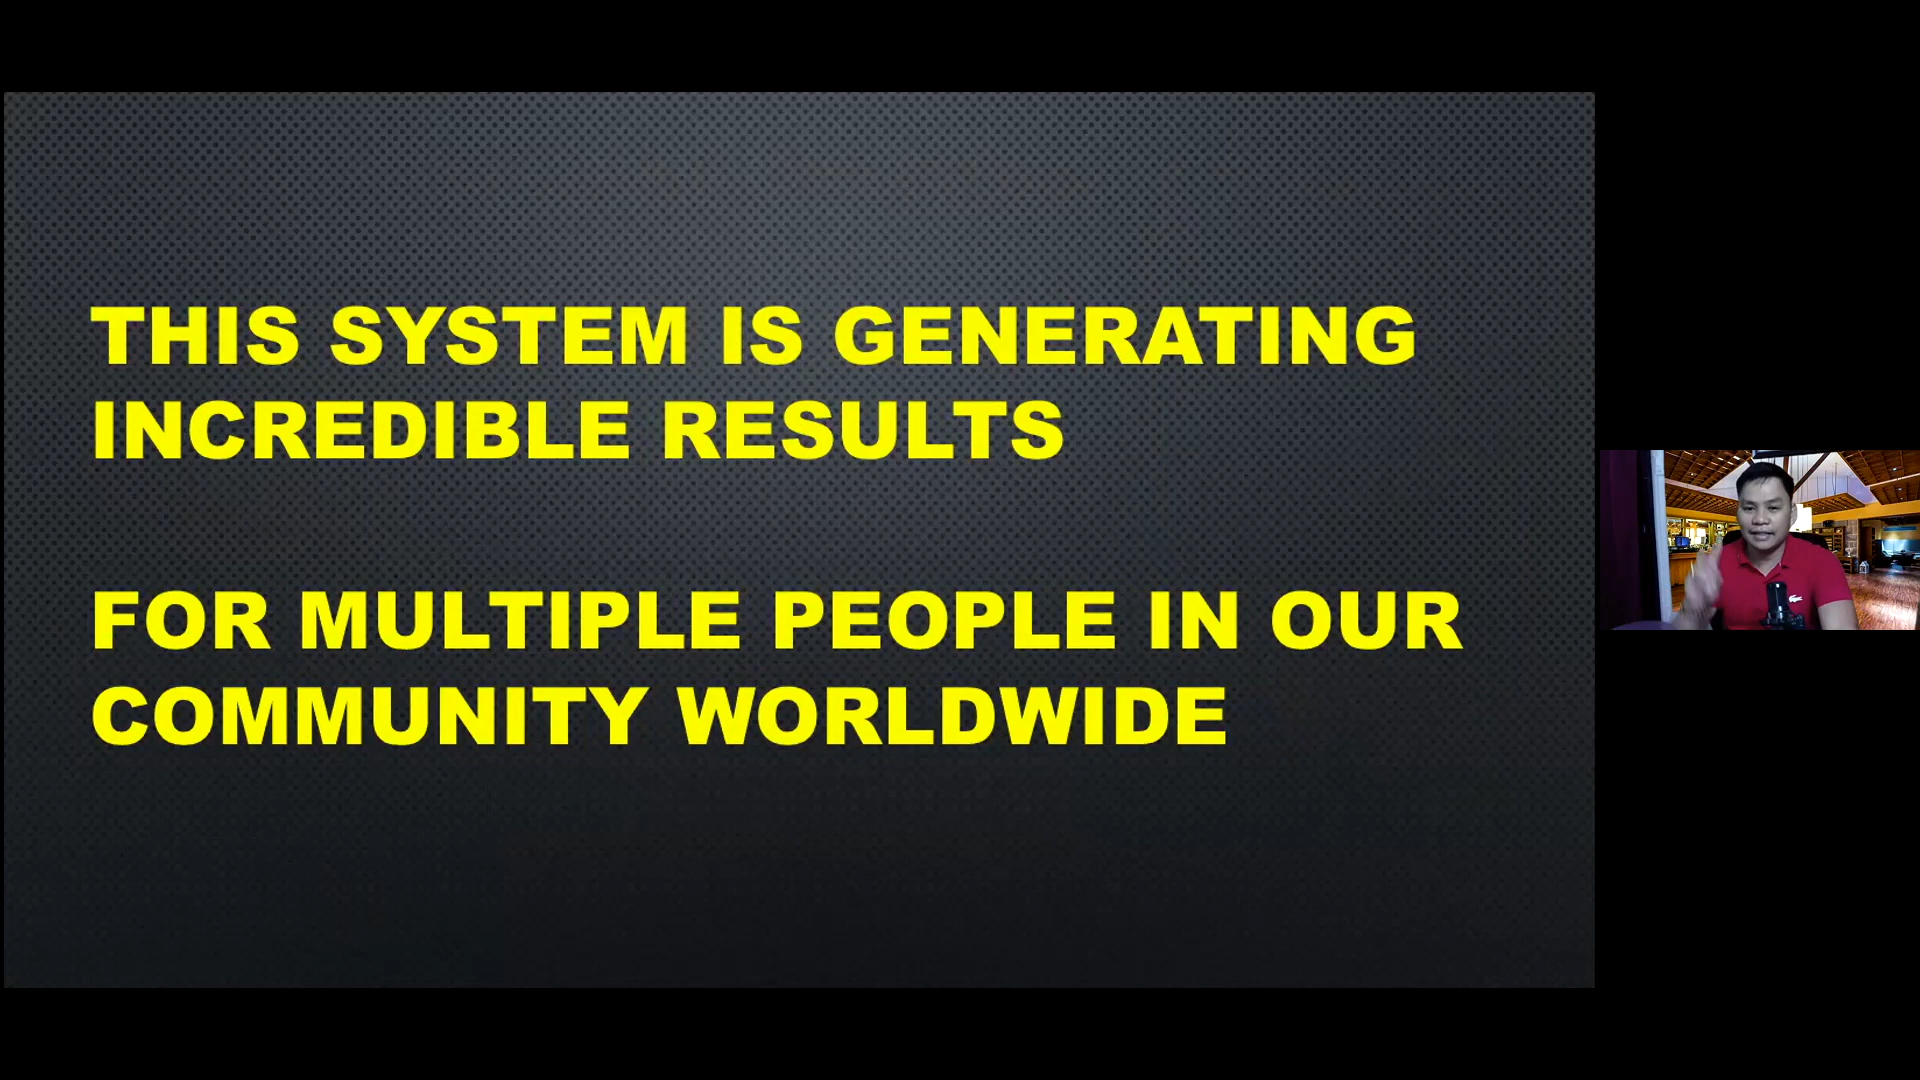 THIS SYSTEM IS GENERATING
INCREDIBLE RESULTS
FOR MULTIPLE PEOPLE IN OUR
COMMUNITY WORLDWIDE